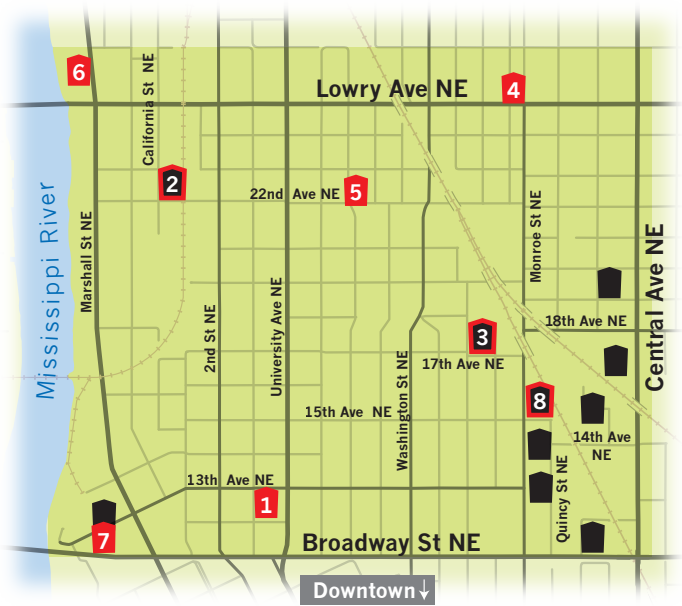 6
California St NE
Lowry Ave NE
4
2
22nd Ave NE
5
Mississippi River
Marshall St NE
Monroe St NE
Central Ave NE
2nd St NE
University Ave NE
18th Ave NE
3
17th Ave NE
Washington St NE
8
15th Ave NE
14th Ave
NE
13th Ave NE
1
Quincy St NE
7
Broadway St NE
Downtown↓